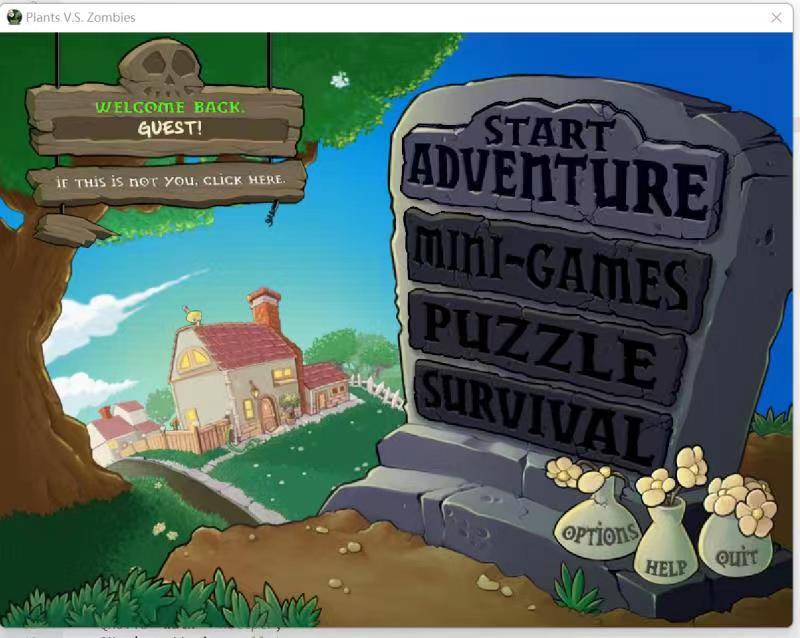 Plants V.S. Zombies
WELCOME BACK,
GUEST!
IF THIS IS NOT YOU, CLICK HERE.
START
ADVENTURE
MINI-GAMES
PUZZLE
SURVIVAL
OPTIONS
HELP
QUIT